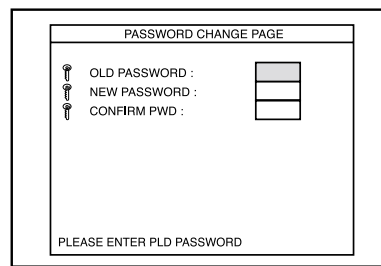 PASSWORD CHANGE PAGE
OLD PASSWORD :
NEW PASSWORD :
CONFIRM PWD :
PLEASE ENTER PLD PASSWORD